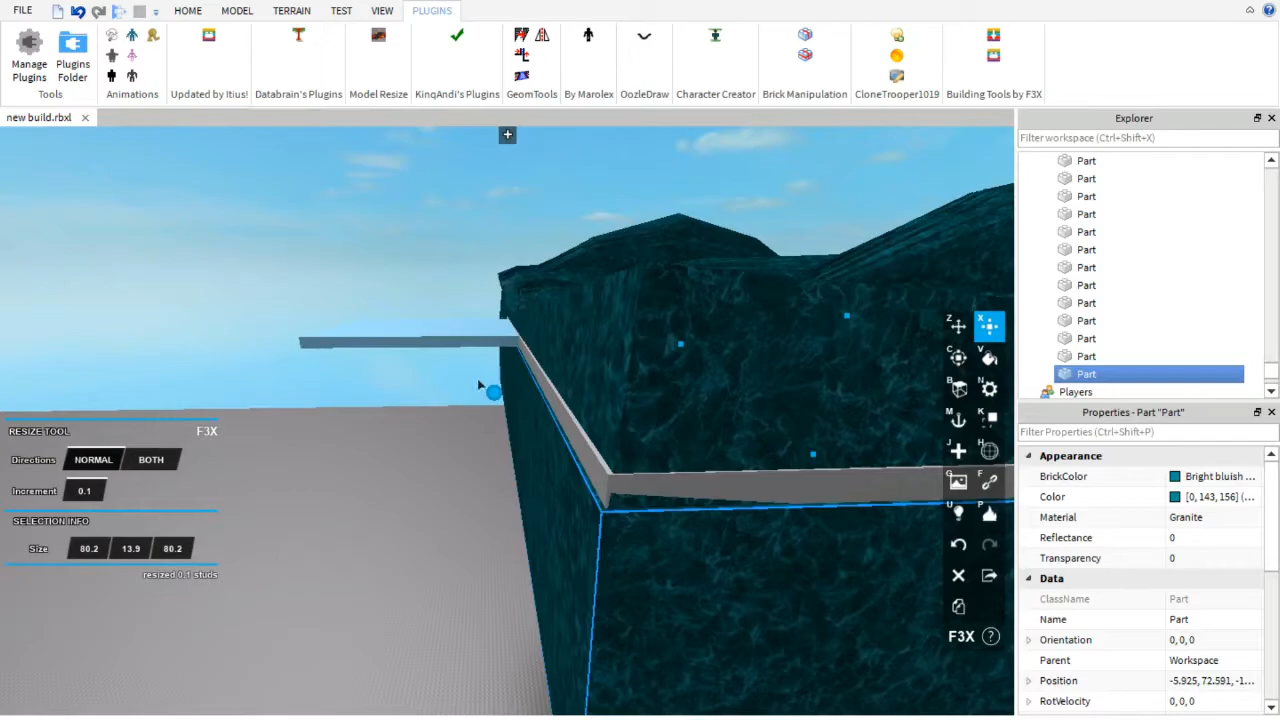 FILE HOME MODEL TERRAIN TEST VIEW PLUGINS
Manage Plugins
Plugins Folder
Tools Animations Updated by Itius! Databrain's Plugins Model Resize KinqAndi's Plugins GeomTools By Marolex OozleDraw Character Creator Brick Manipulation CloneTrooper1019 Building Tools by F3X
new build.rbxl
Explorer
Filter workspace (Ctrl+Shift+X)
Part
Part
Part
Part
Part
Part
Part
Part
Part
Part
Part
Part
Part
Players
Properties - Part "Part"
Filter Properties (Ctrl+Shift+P)
Appearance
BrickColor Bright bluish ...
Color [0, 143, 156] (...
Material Granite
Reflectance 0
Transparency 0
Data
ClassName Part
Name Part
Orientation 0,0,0
Parent Workspace
Position -5.925, 72.591, -1...
RotVelocity 0,0,0
Z X
C V
B N
M K
J H
G F
U P
F3X ?
RESIZE TOOL F3X
Directions NORMAL BOTH
Increment 0.1
SELECTION INFO
Size 80.2 13.9 80.2
resized 0.1 studs